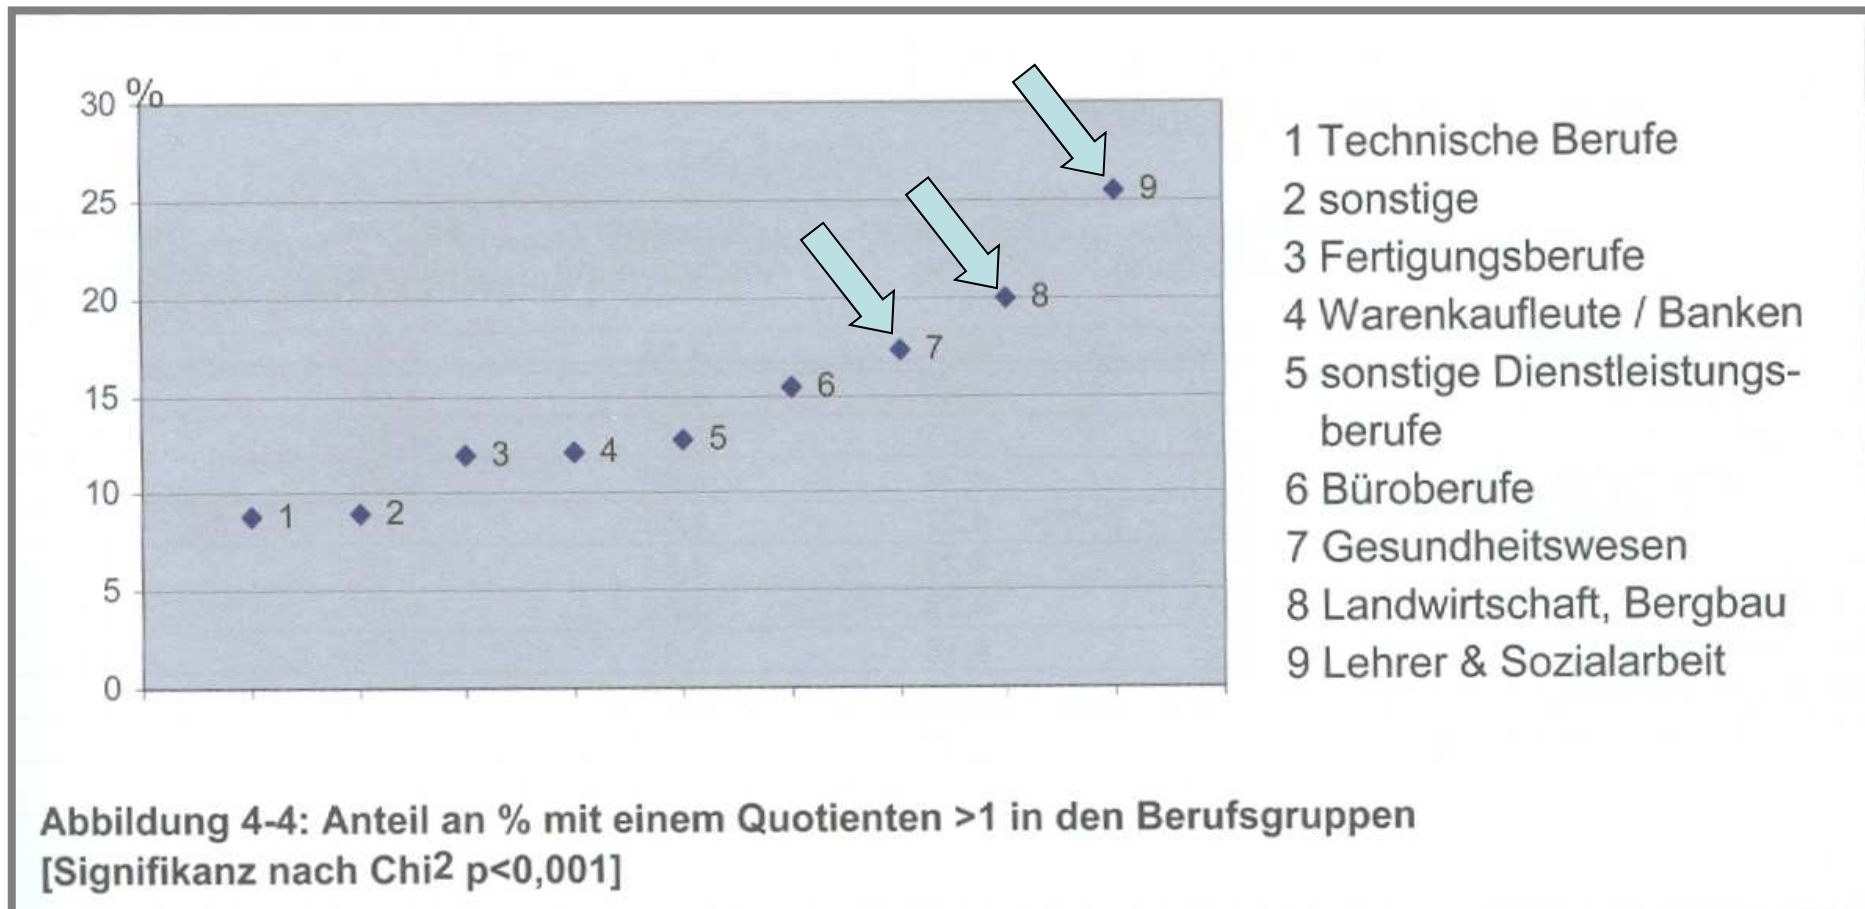 %
30
25
20
15
10
5
0
1
2
3
4
5
6
7
8
9
1 Technische Berufe
2 sonstige
3 Fertigungsberufe
4 Warenkaufleute / Banken
5 sonstige Dienstleistungs-
berufe
6 Büroberufe
7 Gesundheitswesen
8 Landwirtschaft, Bergbau
9 Lehrer & Sozialarbeit
Abbildung 4-4: Anteil an % mit einem Quotienten >1 in den Berufsgruppen
[Signifikanz nach Chi2 p<0,001]